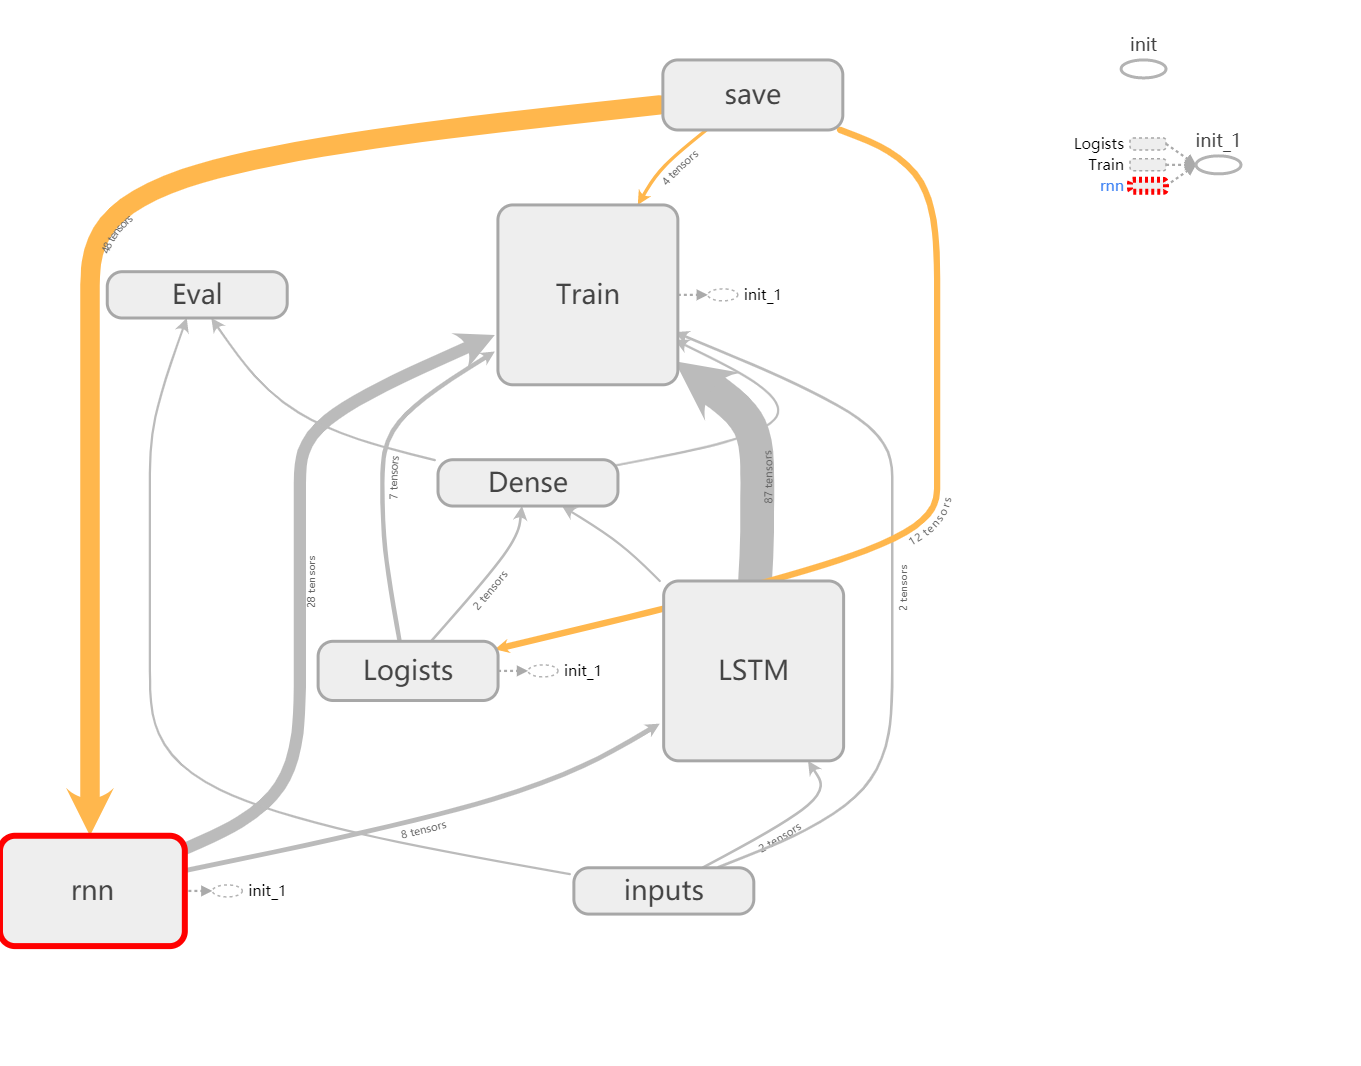 init
save
init_1
Logists
Train
rnn
4 tensors
48 tensors
Eval
Train
init_1
7 tensors
Dense
87 tensors
12 tensors
28 tensors
2 tensors
2 tensors
Logists
init_1
LSTM
8 tensors
2 tensors
rnn
init_1
inputs